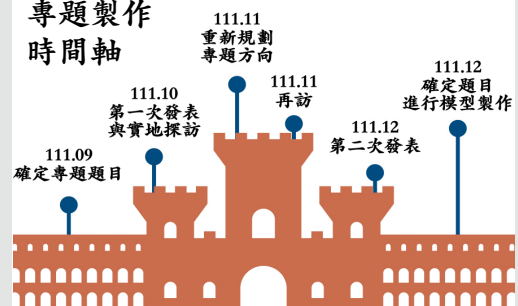 專題製作
時間軸
111.09
確定專題題目
111.10
第一次發表
與實地探訪
111.11
重新規劃
專題方向
111.11
再訪
111.12
第二次發表
111.12
確定題目
進行模型製作